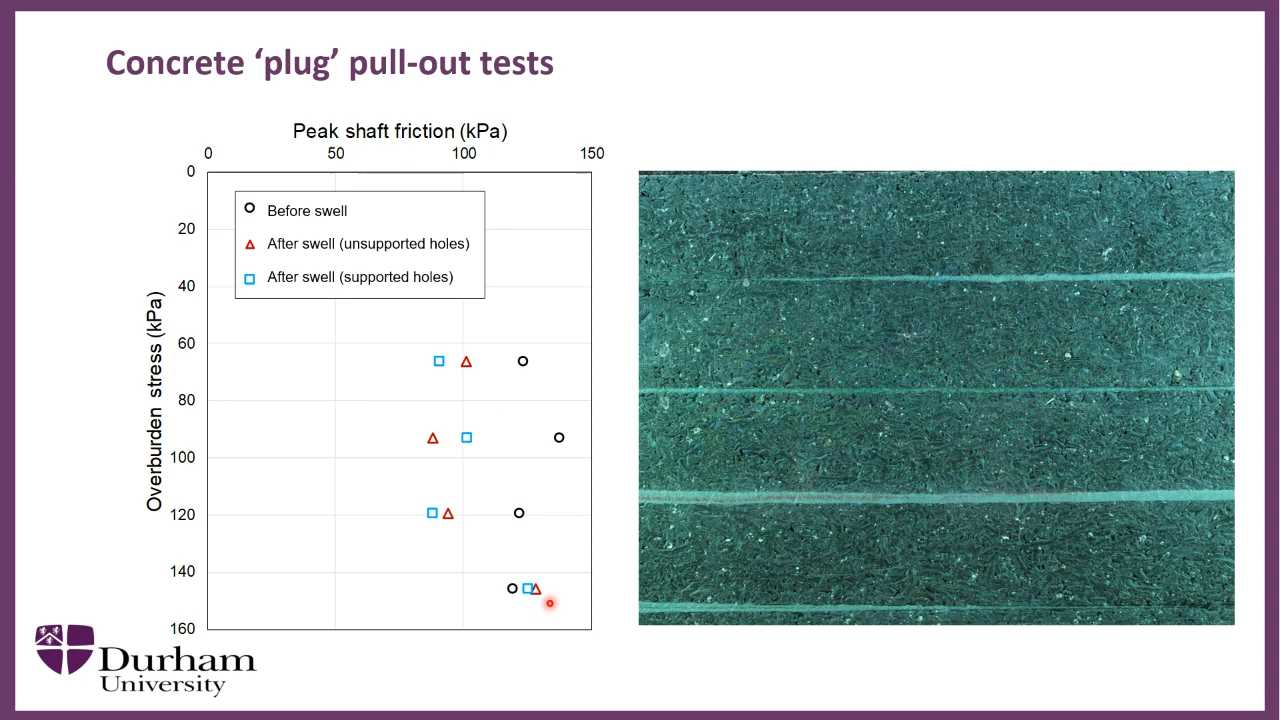 Concrete ‘plug’ pull-out tests
Peak shaft friction (kPa)
0 50 100 150
0
20
40
60
80
100
120
140
160
Overburden stress (kPa)
Before swell
After swell (unsupported holes)
After swell (supported holes)
Durham
University